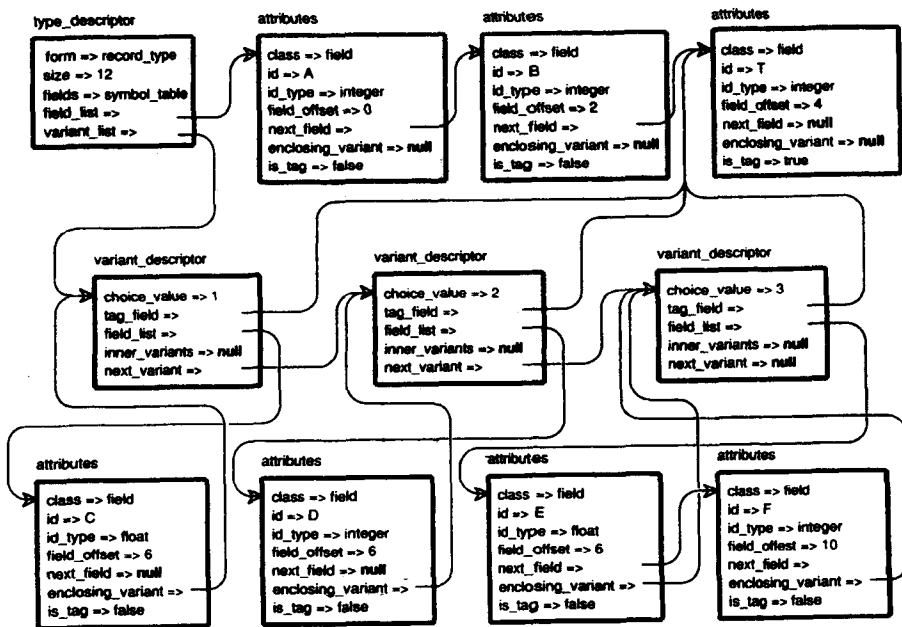 type_descriptor
form => record_type
size => 12
fields => symbol_table
field_list =>
variant_list =>
attributes
class => field
id => A
id_type => integer
field_offset => 0
next_field =>
enclosing_variant => null
is_tag => false
attributes
class => field
id => B
id_type => integer
field_offset => 2
next_field =>
enclosing_variant => null
is_tag => false
attributes
class => field
id => T
id_type => integer
field_offset => 4
next_field => null
enclosing_variant => null
is_tag => true
variant_descriptor
choice_value => 1
tag_field =>
field_list =>
inner_variants => null
next_variant =>
variant_descriptor
choice_value => 2
tag_field =>
field_list =>
inner_variants => null
next_variant =>
variant_descriptor
choice_value => 3
tag_field =>
field_list =>
inner_variants => null
next_variant => null
attributes
class => field
id => C
id_type => float
field_offset => 6
next_field => null
enclosing_variant =>
is_tag => false
attributes
class => field
id => D
id_type => integer
field_offset => 6
next_field => null
enclosing_variant =>
is_tag => false
attributes
class => field
id => E
id_type => float
field_offset => 6
next_field =>
enclosing_variant =>
is_tag => false
attributes
class => field
id => F
id_type => integer
field_offest => 10
next_field =>
enclosing_variant =>
is_tag => false